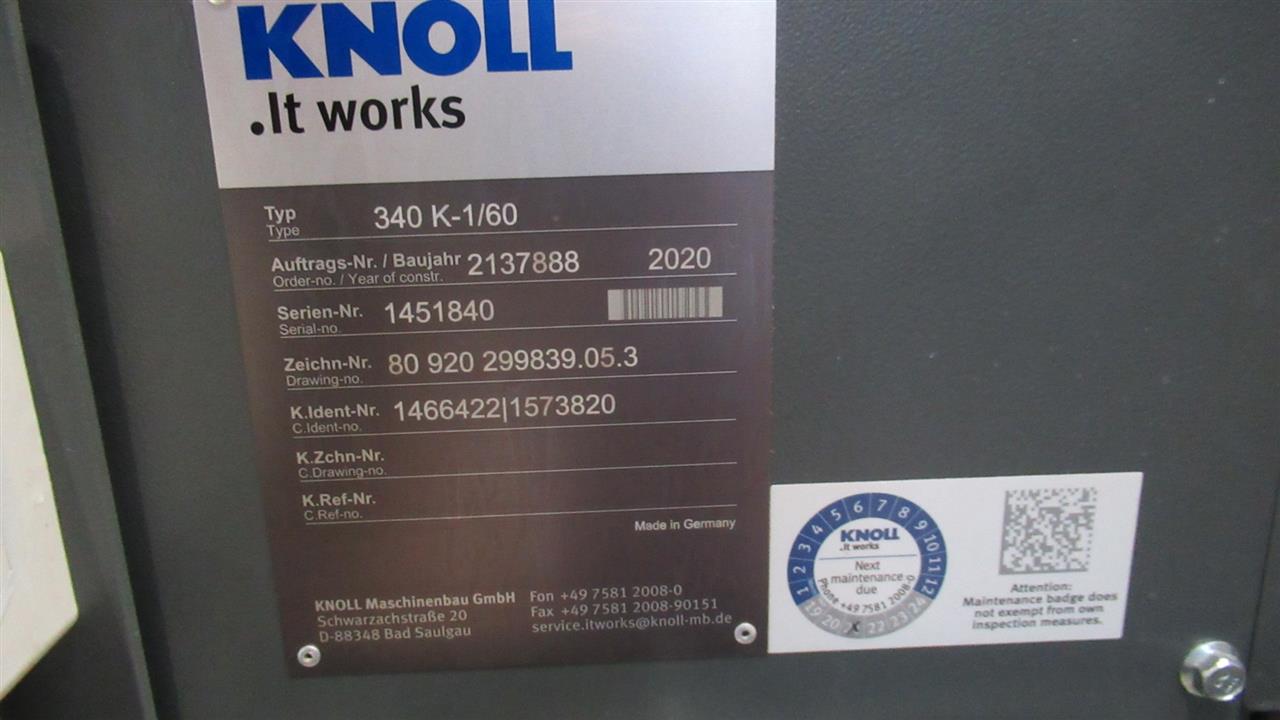 KNOLL
.It works
Typ 340 K-1/60
Type
Auftrags-Nr. / Baujahr 2137888 2020
Order-no. / Year of constr.
Serien-Nr. 1451840
Serial-no.
Zeichn-Nr. 80 920 299839.05.3
Drawing-no.
K.Ident-Nr. 1466422|1573820
C.Ident-no.
K.Zchn-Nr.
C.Drawing-no.
K.Ref-Nr.
C.Ref-no.
Made in Germany
KNOLL Maschinenbau GmbH
Schwarzachstraße 20
D-88348 Bad Saulgau
Fon +49 7581 2008-0
Fax +49 7581 2008-90151
service.itworks@knoll-mb.de
1 2 3 4 5 6 7 8 9 10 11 12
KNOLL
.It works
Next
maintenance
due
Phone +49 7581 2008-0
19 20 22 23 24
Attention:
Maintenance badge does
not exempt from own
inspection measures.